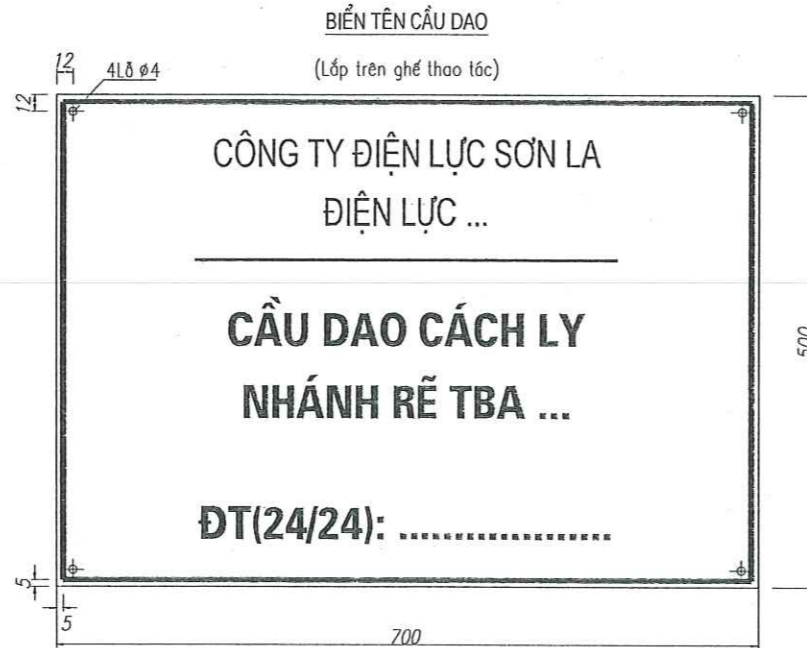 BIỂN TÊN CẦU DAO
(Lắp trên ghế thao tác)
12
4Lỗ ø4
12
CÔNG TY ĐIỆN LỰC SƠN LA
ĐIỆN LỰC ...
CẦU DAO CÁCH LY
500
NHÁNH RẼ TBA ...
ĐT(24/24): ....................
5
5
700